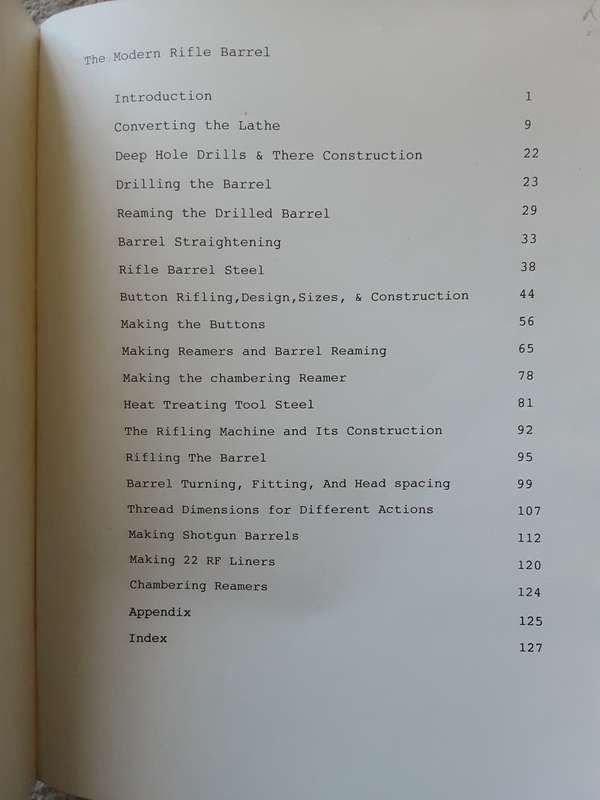 The Modern Rifle Barrel
Introduction 1
Converting the Lathe 9
Deep Hole Drills & There Construction 22
Drilling the Barrel 23
Reaming the Drilled Barrel 29
Barrel Straightening 33
Rifle Barrel Steel 38
Button Rifling,Design,Sizes, & Construction 44
Making the Buttons 56
Making Reamers and Barrel Reaming 65
Making the chambering Reamer 78
Heat Treating Tool Steel 81
The Rifling Machine and Its Construction 92
Rifling The Barrel 95
Barrel Turning, Fitting, And Head spacing 99
Thread Dimensions for Different Actions 107
Making Shotgun Barrels 112
Making 22 RF Liners 120
Chambering Reamers 124
Appendix 125
Index 127